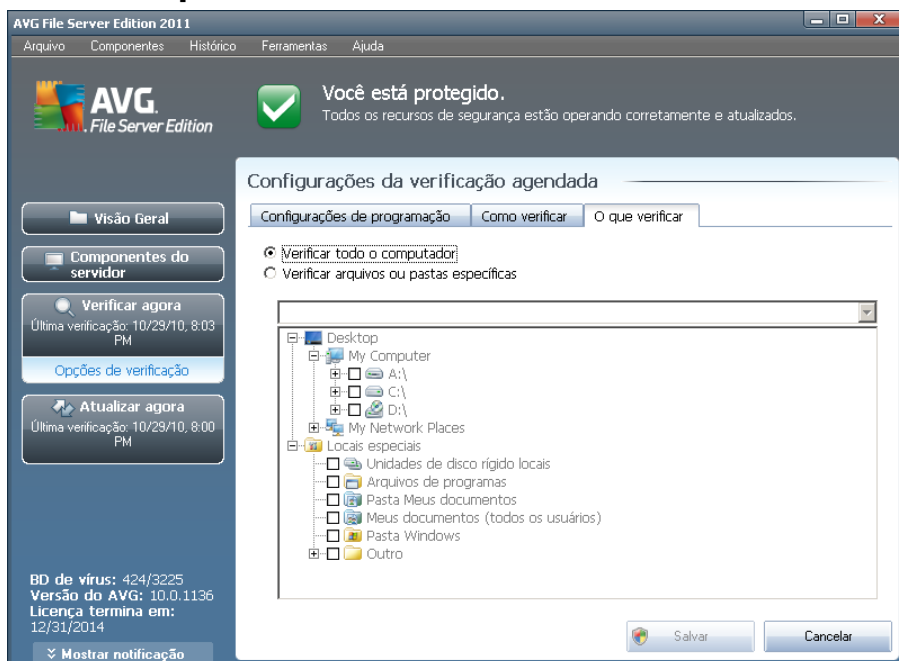 AVG File Server Edition 2011
Arquivo Componentes Histórico Ferramentas Ajuda
AVG.
File Server Edition
Você está protegido.
Todos os recursos de segurança estão operando corretamente e atualizados.
Configurações da verificação agendada
Configurações de programação Como verificar O que verificar
Visão Geral
Componentes do
servidor
Verificar agora
Última verificação: 10/29/10, 8:03
PM
Opções de verificação
Atualizar agora
Última verificação: 10/29/10, 8:00
PM
Verificar todo o computador
Verificar arquivos ou pastas específicas
Desktop
My Computer
A:\
C:\
D:\
My Network Places
Locais especiais
Unidades de disco rígido locais
Arquivos de programas
Pasta Meus documentos
Meus documentos (todos os usuários)
Pasta Windows
Outro
BD de vírus: 424/3225
Versão do AVG: 10.0.1136
Licença termina em:
12/31/2014
Mostrar notificação
Salvar Cancelar